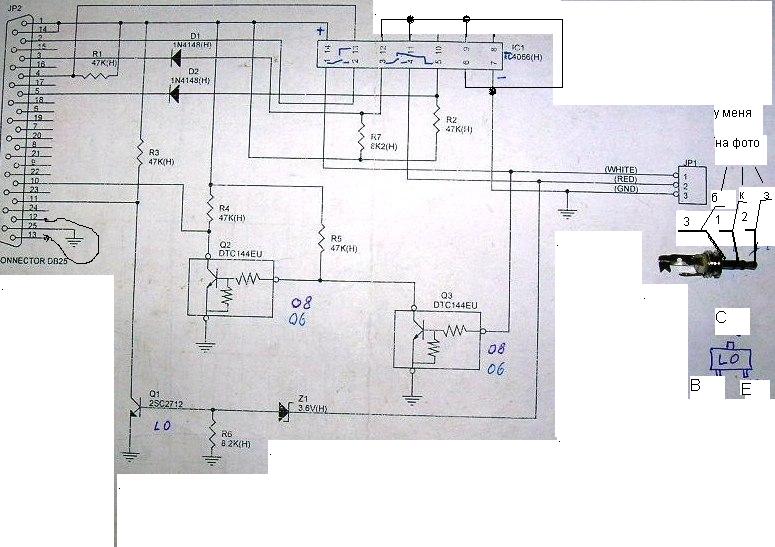 JP2
1
14
2
15
3
16
4
17
5
18
6
19
7
20
8
21
9
22
10
23
11
24
12
25
13
ONNECTOR DB25
R1
47K(H)
D1
1N4148(H)
D2
1N4148(H)
+
14 13 12 11 10 9 8
1 2 3 4 5 6 7
IC1
4066(H)
R3
47K(H)
R7
8K2(H)
R2
47K(H)
R4
47K(H)
R5
47K(H)
(WHITE)
(RED)
(GND)
JP1
1
2
3
у меня
на фото
б к з
3 1 2
Q2
DTC144EU
08
06
Q3
DTC144EU
08
06
Q1
2SC2712
LO
R6
8.2K(H)
Z1
3.6V(H)
C
LO
B E